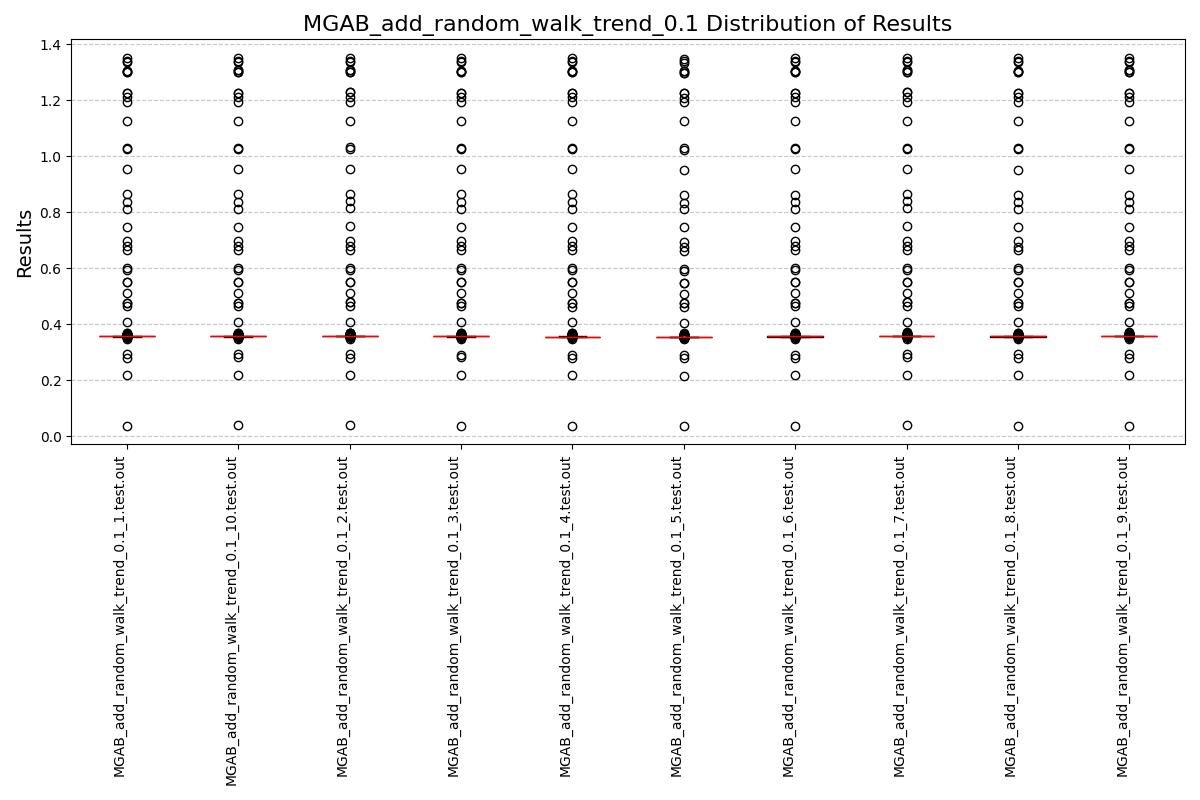 MGAB_add_random_walk_trend_0.1 Distribution of Results
Results
1.4
1.2
1.0
0.8
0.6
0.4
0.2
0.0
MGAB_add_random_walk_trend_0.1_1.test.out
MGAB_add_random_walk_trend_0.1_10.test.out
MGAB_add_random_walk_trend_0.1_2.test.out
MGAB_add_random_walk_trend_0.1_3.test.out
MGAB_add_random_walk_trend_0.1_4.test.out
MGAB_add_random_walk_trend_0.1_5.test.out
MGAB_add_random_walk_trend_0.1_6.test.out
MGAB_add_random_walk_trend_0.1_7.test.out
MGAB_add_random_walk_trend_0.1_8.test.out
MGAB_add_random_walk_trend_0.1_9.test.out